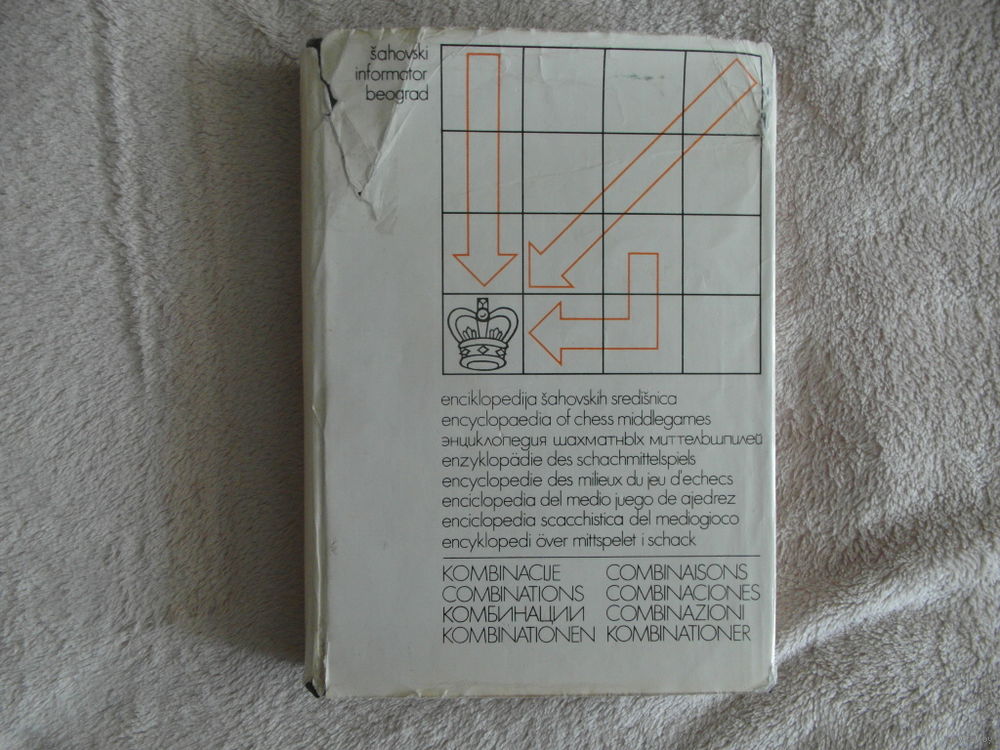 šahovski
informator
beograd
enciklopedija šahovskih središnica
encyclopaedia of chess middlegames
энциклопедия шахматных миттельшпилей
enzyklopädie des schachmittelspiels
encyclopedie des milieux du jeu d'echecs
enciclopedia del medio juego de ajedrez
enciclopedia scacchistica del mediogioco
encyklopedi över mittspelet i schack
KOMBINACIJE COMBINAISONS
COMBINATIONS COMBINACIONES
КОМБИНАЦИИ COMBINAZIONI
KOMBINATIONEN KOMBINATIONER